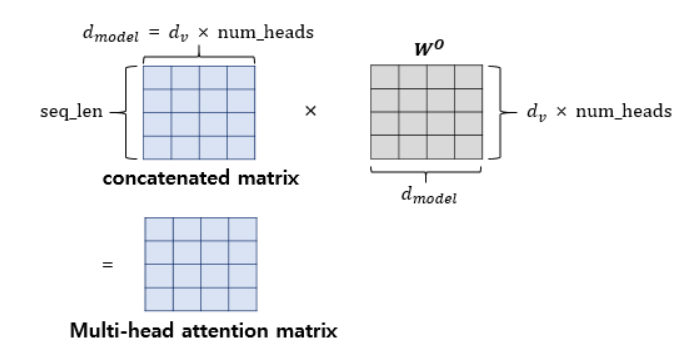 d_model = d_v × num_heads
W^O
seq_len
×
d_v × num_heads
concatenated matrix
d_model
=
Multi-head attention matrix